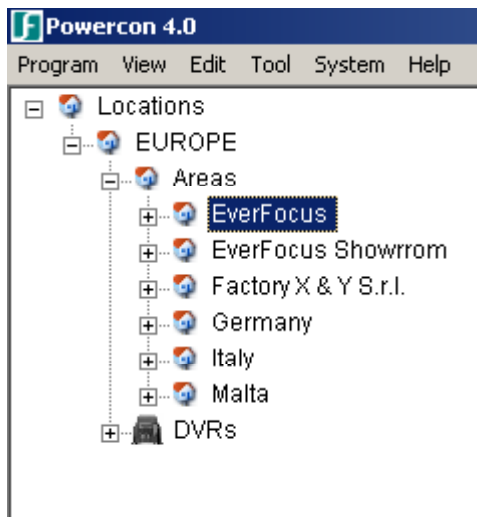 Powercon 4.0
Program View Edit Tool System Help
Locations
EUROPE
Areas
EverFocus
EverFocus Showrrom
Factory X & Y S.r.l.
Germany
Italy
Malta
DVRs